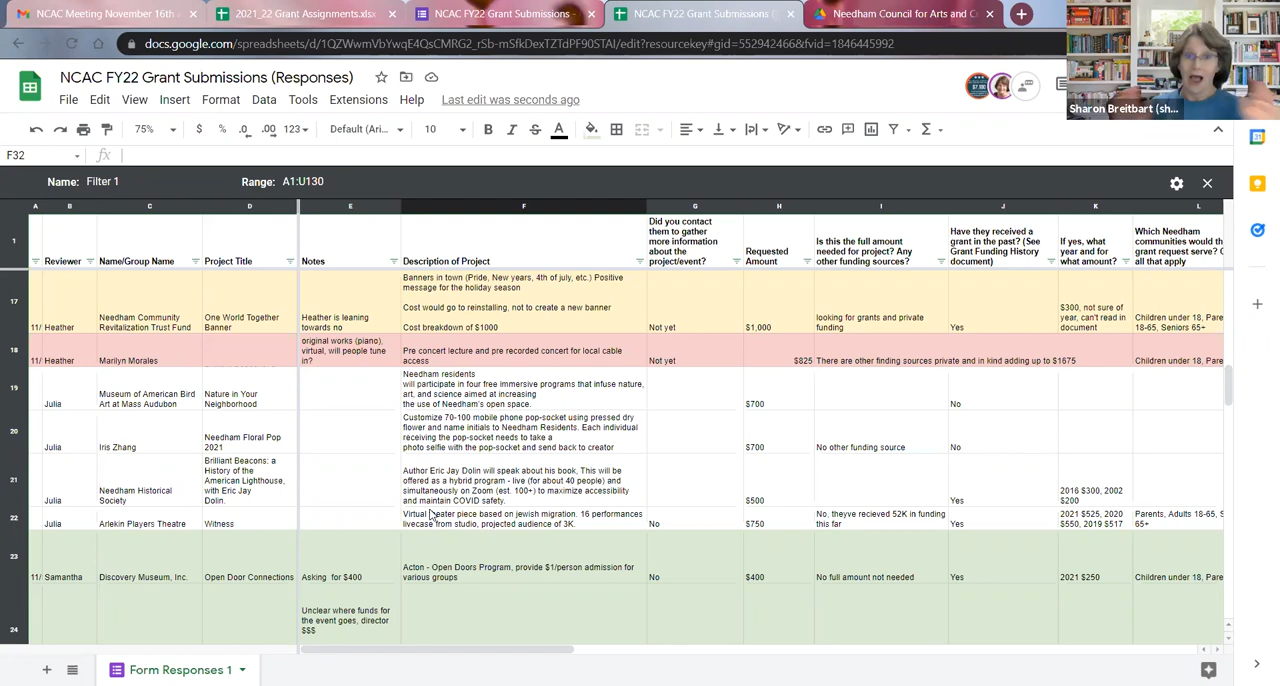 NCAC Meeting November 16th
2021_22 Grant Assignments.xlsx
NCAC FY22 Grant Submissions -
NCAC FY22 Grant Submissions (
Needham Council for Arts and C
docs.google.com/spreadsheets/d/1QZWwmVbYwqE4QsCMRG2_rSb-mSfkDexTZTdPF90STAI/edit?resourcekey#gid=552942466&fvid=1846445992
Sharon Breitbart (sh...
NCAC FY22 Grant Submissions (Responses)
File Edit View Insert Format Data Tools Extensions Help Last edit was seconds ago
75% $ % .0 .00 123 Default (Ari... 10 B I S A
F32 fx
Name: Filter 1 Range: A1:U130
A B C D E F G H I J K L
1 Reviewer Name/Group Name Project Title Notes Description of Project
Did you contact
them to gather
more information
about the
project/event?
Requested
Amount
Is this the full amount
needed for project? Any
other funding sources?
Have they received a
grant in the past? (See
Grant Funding History
document)
If yes, what
year and for
what amount?
Which Needham
communities would th
grant request serve? C
all that apply
17
11/ Heather
Needham Community
Revitalization Trust Fund
One World Together
Banner
Heather is leaning
towards no
Banners in town (Pride, New years, 4th of july, etc.) Positive
message for the holiday season
Cost would go to reinstalling, not to create a new banner
Cost breakdown of $1000
Not yet
$1,000
looking for grants and private
funding
Yes
$300, not sure of
year, can't read in
document
Children under 18, Pare
18-65, Seniors 65+
18
11/ Heather
Marilyn Morales
original works (piano),
virtual, will people tune
in?
Pre concert lecture and pre recorded concert for local cable
access
Not yet
$825
There are other finding sources private and in kind adding up to $1675
Children under 18, Pare
19
Julia
Museum of American Bird
Art at Mass Audubon
Nature in Your
Neighborhood
Needham residents
will participate in four free immersive programs that infuse nature,
art, and science aimed at increasing
the use of Needham's open space.
$700
No
20
Julia
Iris Zhang
Needham Floral Pop
2021
Customize 70-100 mobile phone pop-socket using pressed dry
flower and name initials to Needham Residents. Each individual
receiving the pop-socket needs to take a
photo selfie with the pop-socket and send back to creator
$700
No other funding source
No
21
Julia
Needham Historical
Society
Brilliant Beacons: a
History of the
American Lighthouse,
with Eric Jay
Dolin.
Author Eric Jay Dolin will speak about his book, This will be
offered as a hybrid program - live (for about 40 people) and
simultaneously on Zoom (est. 100+) to maximize accessibility
and maintain COVID safety.
$500
Yes
2016 $300, 2002
$200
22
Julia
Arlekin Players Theatre
Witness
Virtual eater piece based on jewish migration. 16 performances
livecase from studio, projected audience of 3K.
No
$750
No, theyve recieved 52K in funding
this far
Yes
2021 $525, 2020
$550, 2019 $517
Parents, Adults 18-65, S
65+
23
11/ Samantha
Discovery Museum, Inc.
Open Door Connections
Asking for $400
Acton - Open Doors Program, provide $1/person admission for
various groups
No
$400
No full amount not needed
Yes
2021 $250
Children under 18, Pare
24
Unclear where funds for
the event goes, director
$$$
Form Responses 1